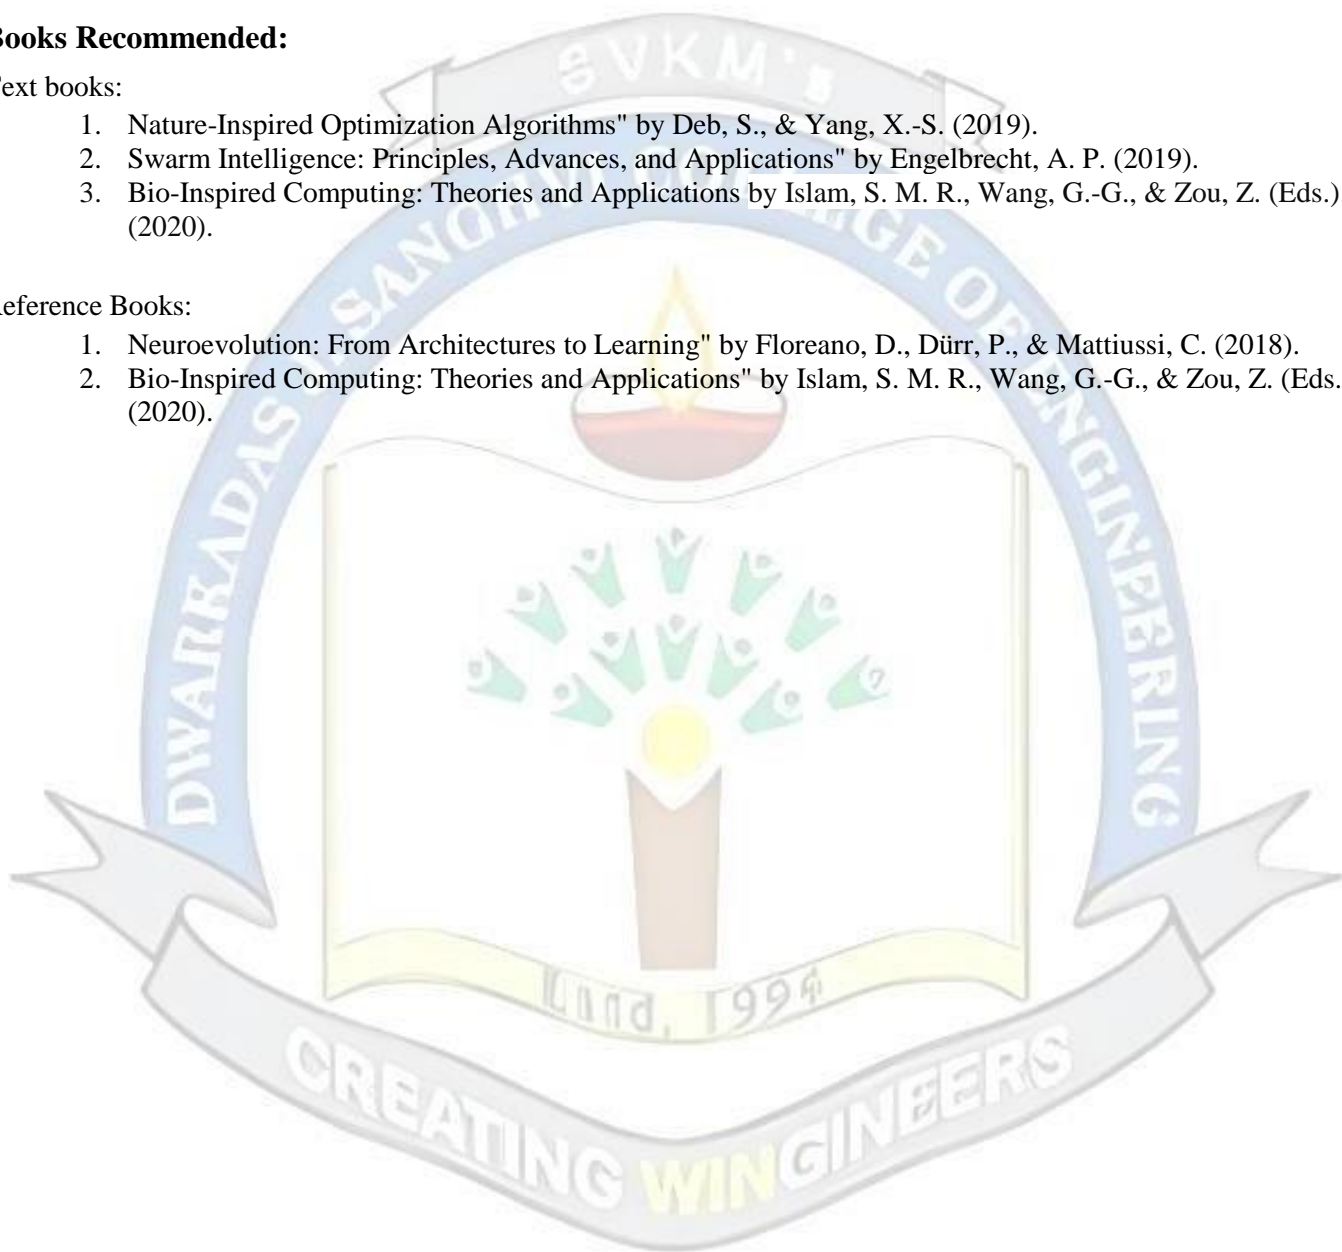 Books Recommended:
ext books:
1. Nature-Inspired Optimization Algorithms" by Deb, S., & Yang, X.-S. (2019).
2. Swarm Intelligence: Principles, Advances, and Applications" by Engelbrecht, A. P. (2019).
3. Bio-Inspired Computing: Theories and Applications by Islam, S. M. R., Wang, G.-G., & Zou, Z. (Eds.)
(2020).
eference Books:
1. Neuroevolution: From Architectures to Learning" by Floreano, D., Dürr, P., & Mattiussi, C. (2018).
2. Bio-Inspired Computing: Theories and Applications" by Islam, S. M. R., Wang, G.-G., & Zou, Z. (Eds.
(2020).
SVKM'S
DWARKADAS J. SANGHVI COLLEGE OF ENGINEERING
1994
CREATING WINGINEERS